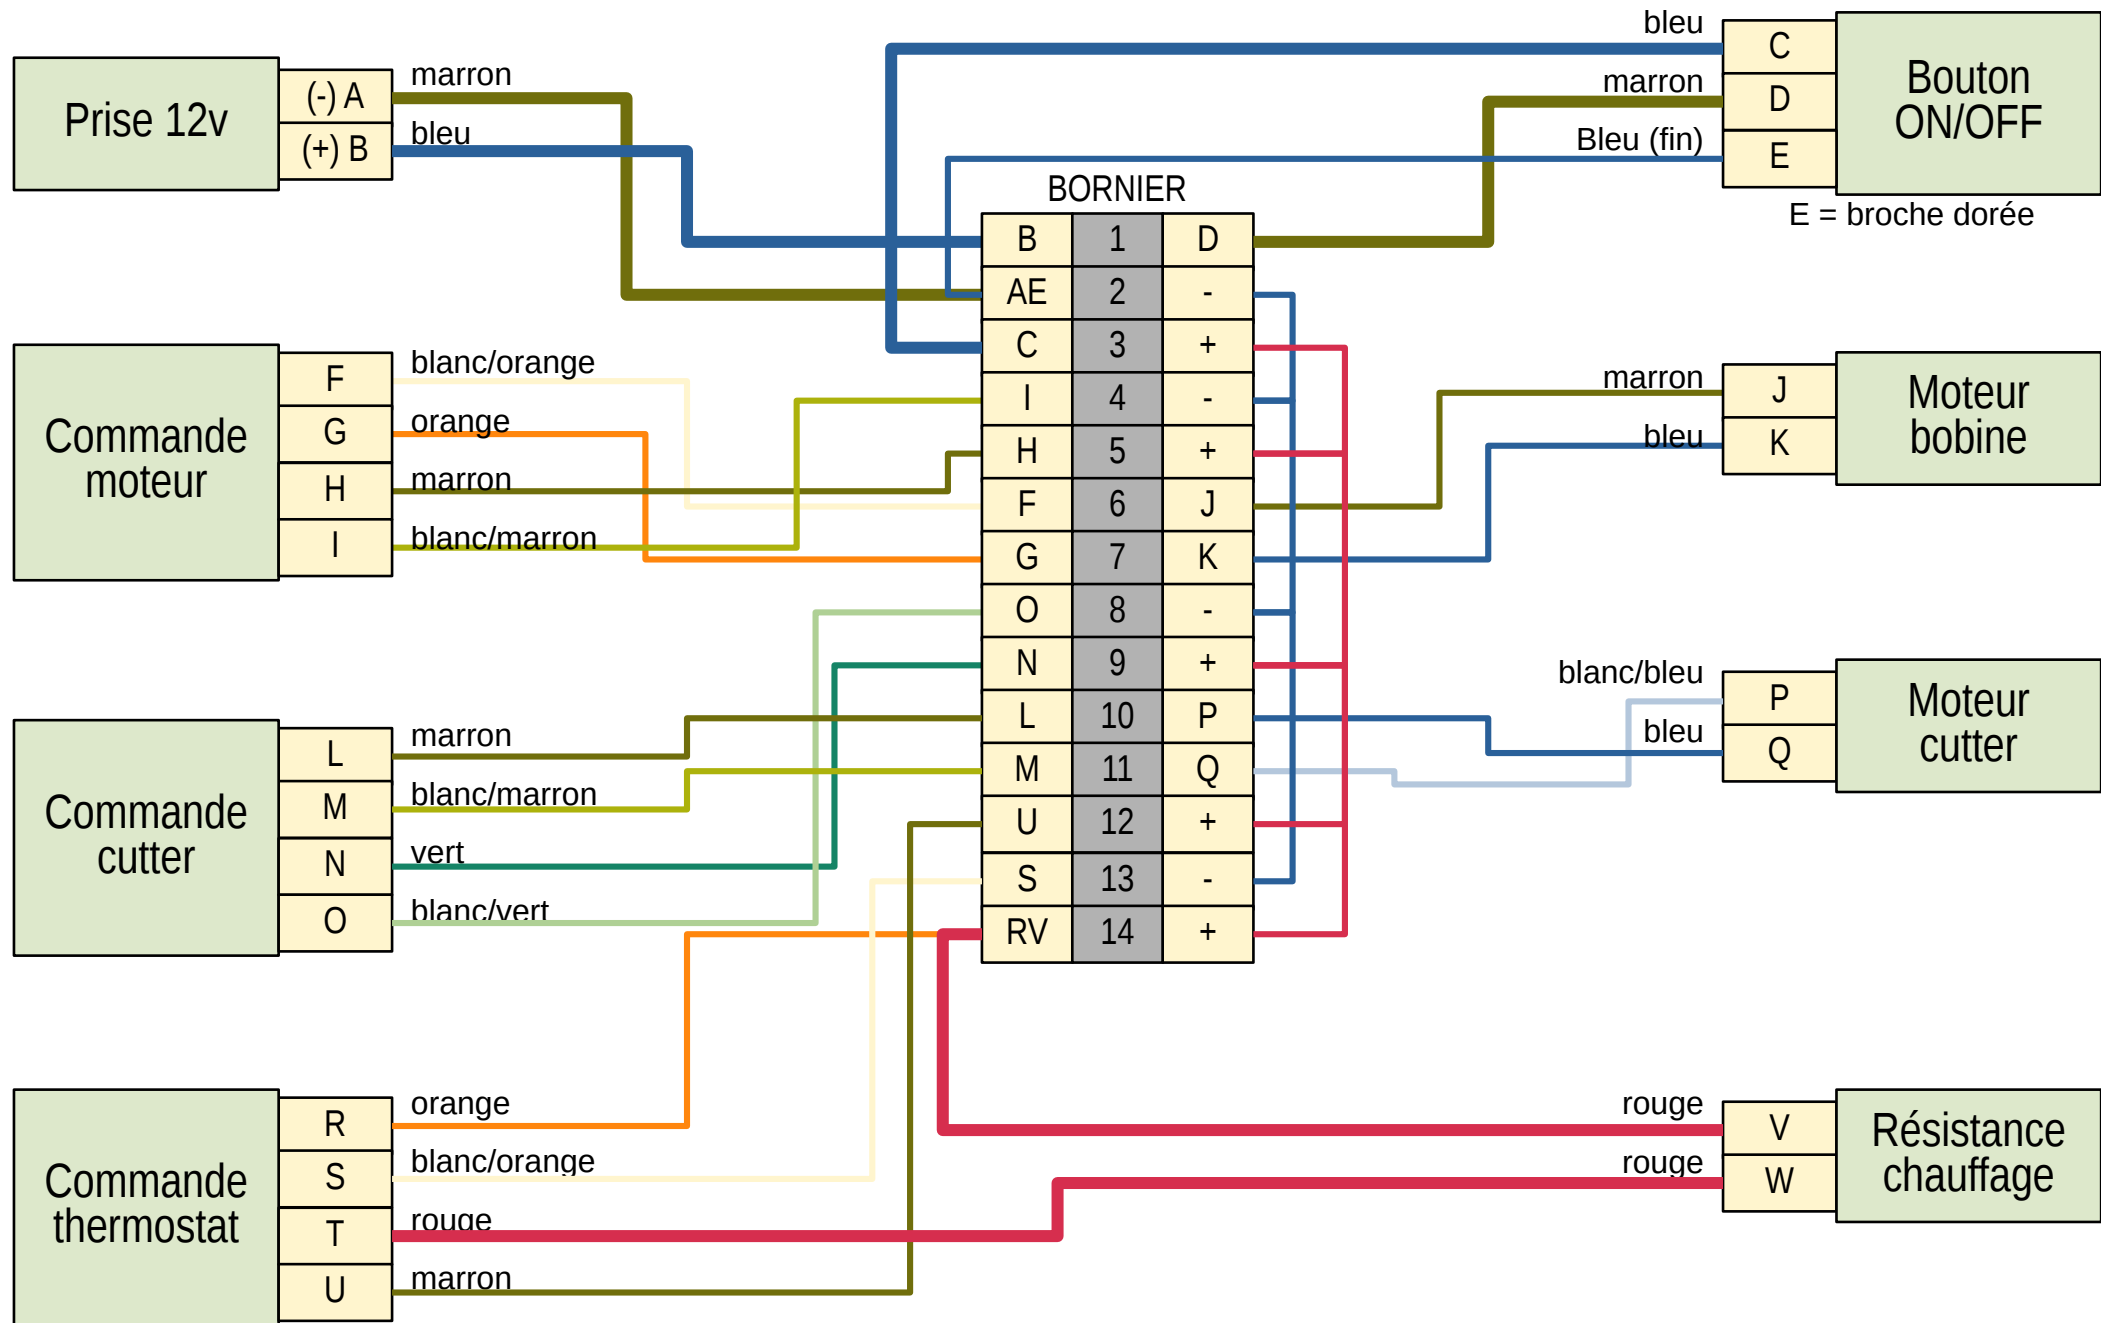 Prise 12v
(-) A
marron
(+) B
bleu
Commande
moteur
F
blanc/orange
G
orange
H
marron
I
blanc/marron
Commande
cutter
L
marron
M
blanc/marron
N
vert
O
blanc/vert
Commande
thermostat
R
orange
S
blanc/orange
T
rouge
U
marron
BORNIER
B 1 D
AE 2 -
C 3 +
I 4 -
H 5 +
F 6 J
G 7 K
O 8 -
N 9 +
L 10 P
M 11 Q
U 12 +
S 13 -
RV 14 +
bleu
C
marron
D
Bleu (fin)
E
Bouton
ON/OFF
E = broche dorée
marron
J
bleu
K
Moteur
bobine
blanc/bleu
P
bleu
Q
Moteur
cutter
rouge
V
rouge
W
Résistance
chauffage